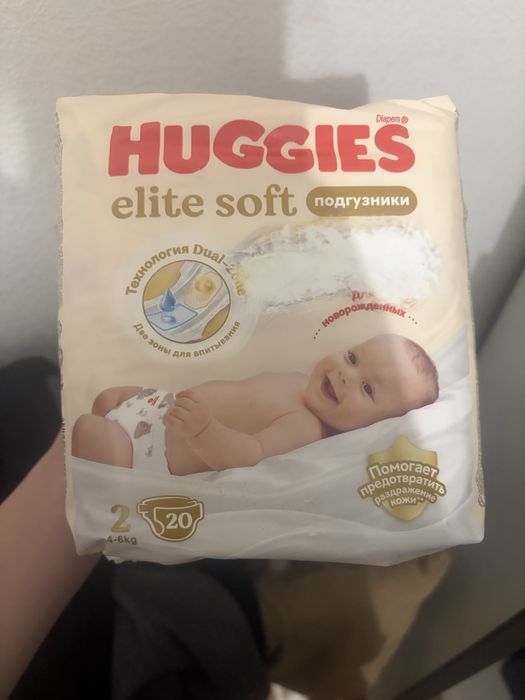 Diapers®
HUGGIES
elite soft
подгузники
Технология Dual-Zone
Две зоны для впитывания
для
новорожденных
Помогает
предотвратить
раздражение
кожи**
2
20
4-6kg